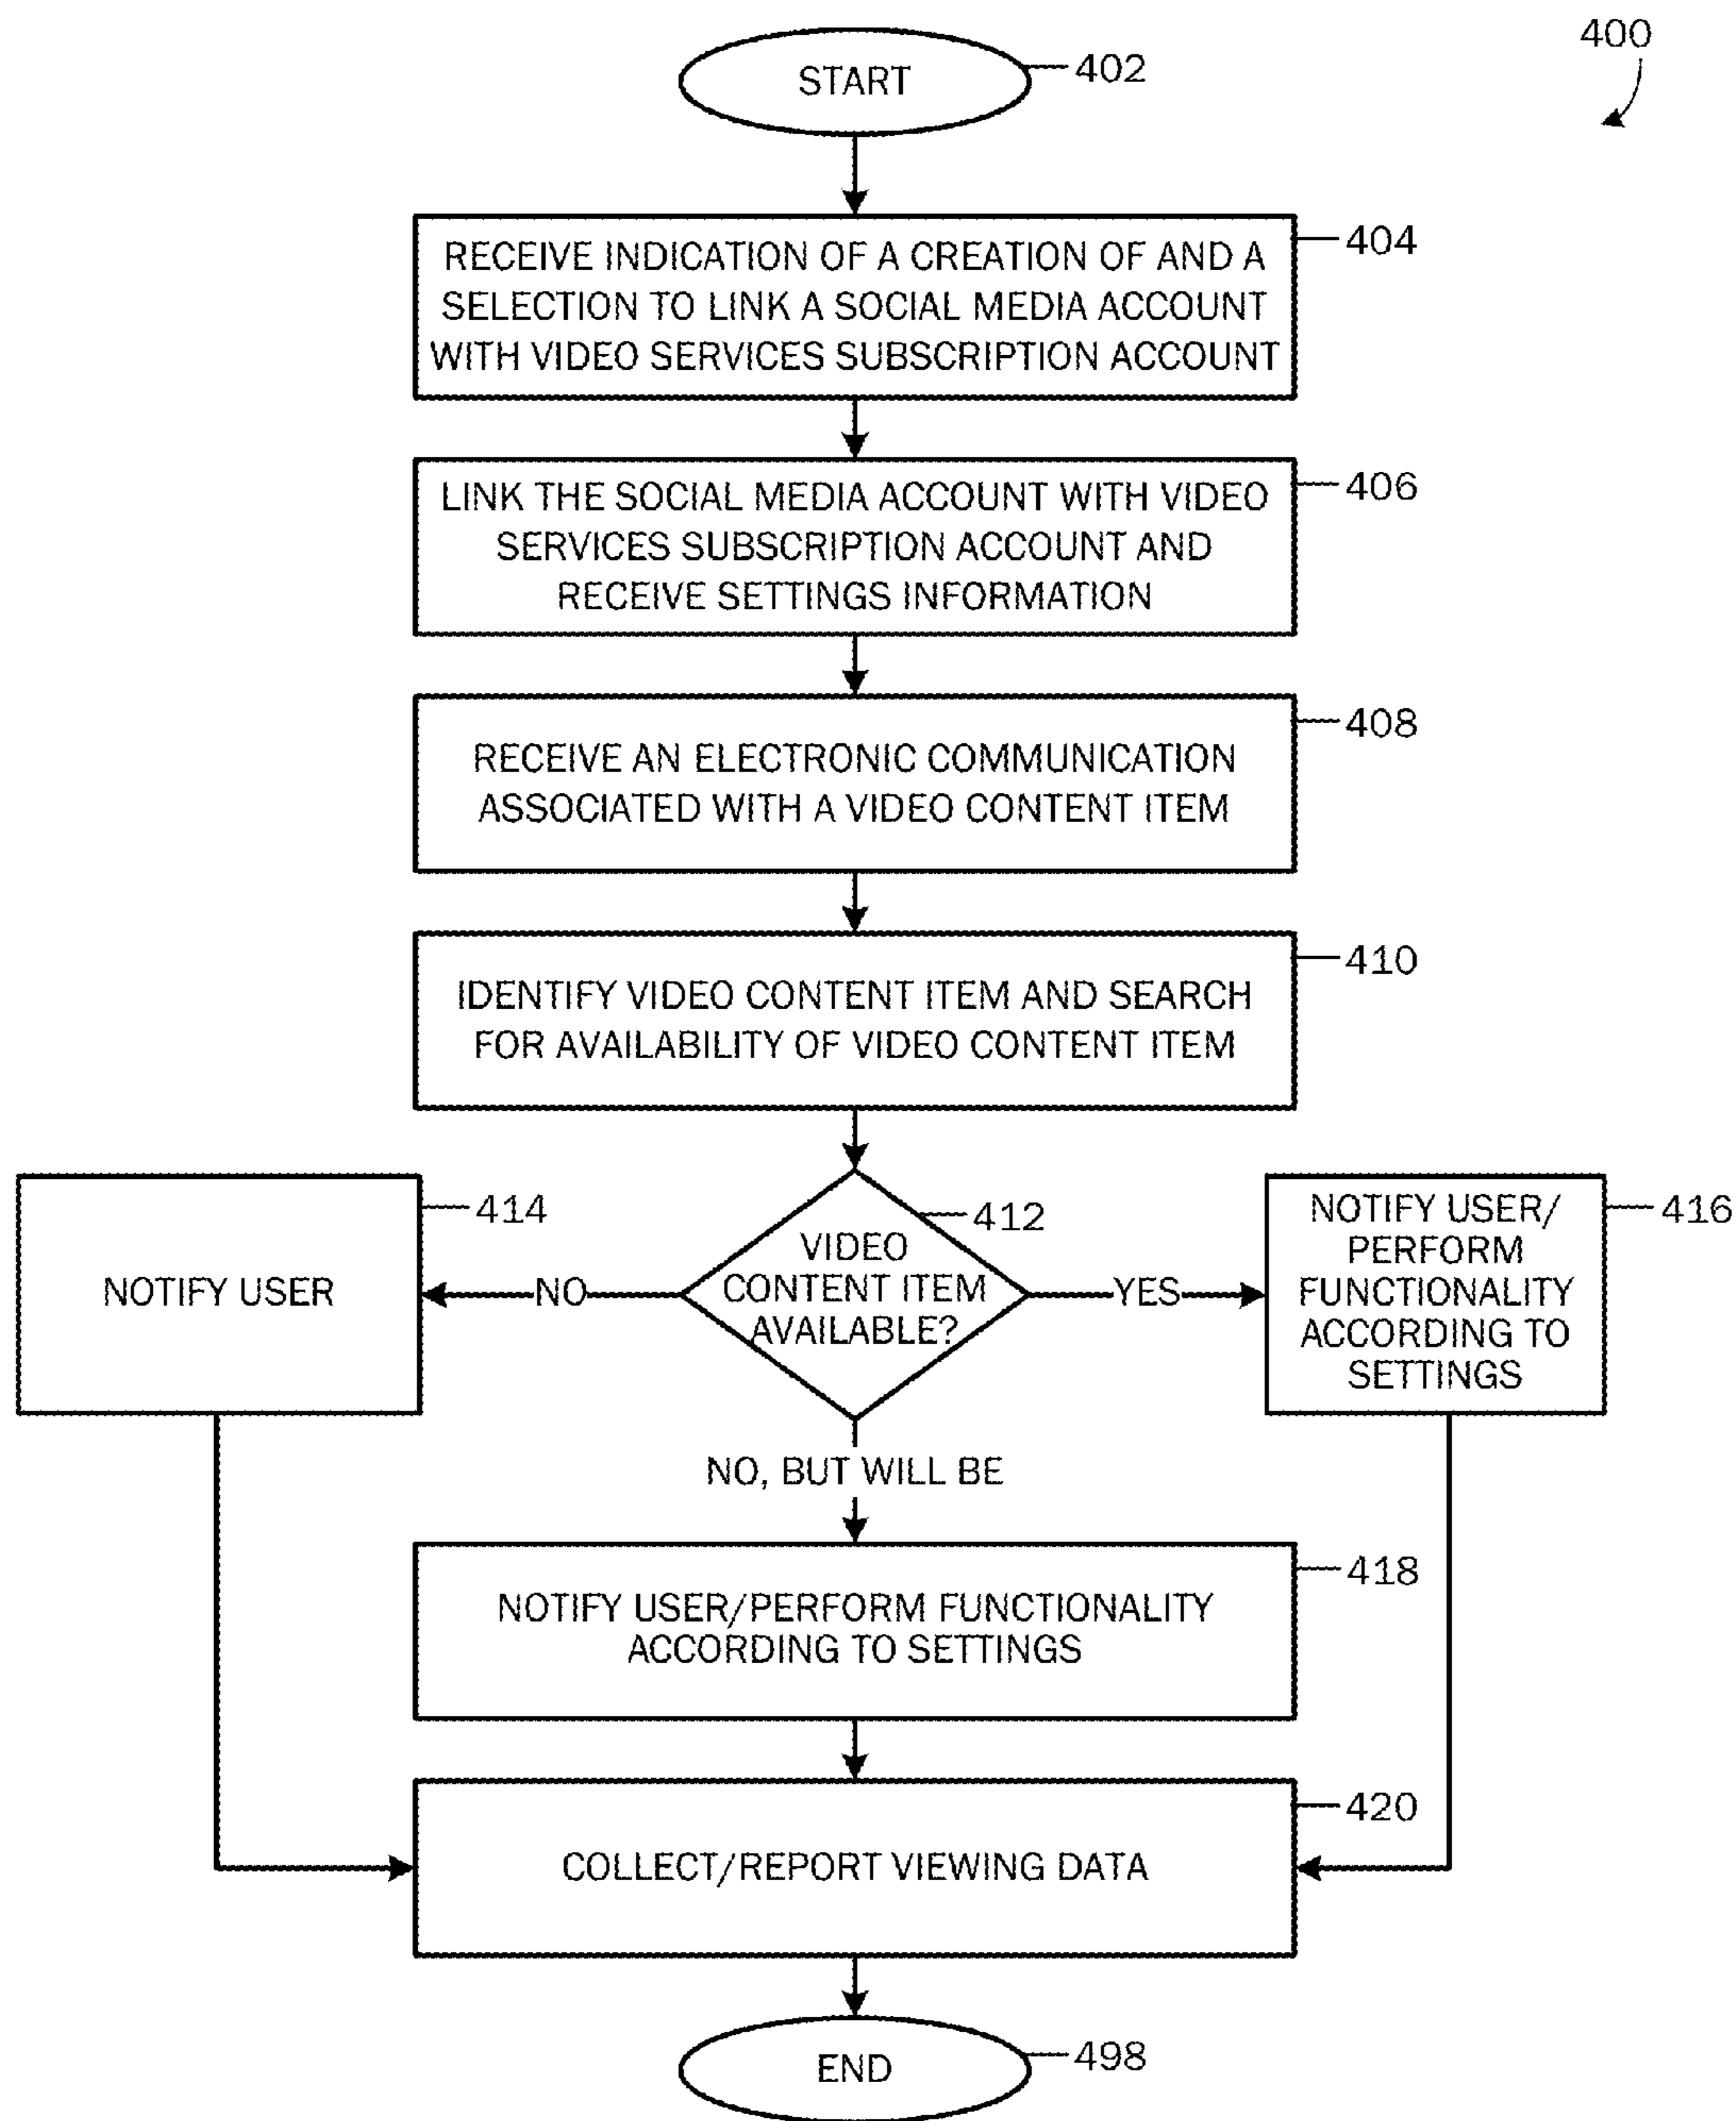 400
START
402
RECEIVE INDICATION OF A CREATION OF AND A
SELECTION TO LINK A SOCIAL MEDIA ACCOUNT
WITH VIDEO SERVICES SUBSCRIPTION ACCOUNT
404
LINK THE SOCIAL MEDIA ACCOUNT WITH VIDEO
SERVICES SUBSCRIPTION ACCOUNT AND
RECEIVE SETTINGS INFORMATION
406
RECEIVE AN ELECTRONIC COMMUNICATION
ASSOCIATED WITH A VIDEO CONTENT ITEM
408
IDENTIFY VIDEO CONTENT ITEM AND SEARCH
FOR AVAILABILITY OF VIDEO CONTENT ITEM
410
NOTIFY USER
414
NO
VIDEO
CONTENT ITEM
AVAILABLE?
412
YES
NOTIFY USER/
PERFORM
FUNCTIONALITY
ACCORDING TO
SETTINGS
416
NO, BUT WILL BE
NOTIFY USER/PERFORM FUNCTIONALITY
ACCORDING TO SETTINGS
418
COLLECT/REPORT VIEWING DATA
420
END
498